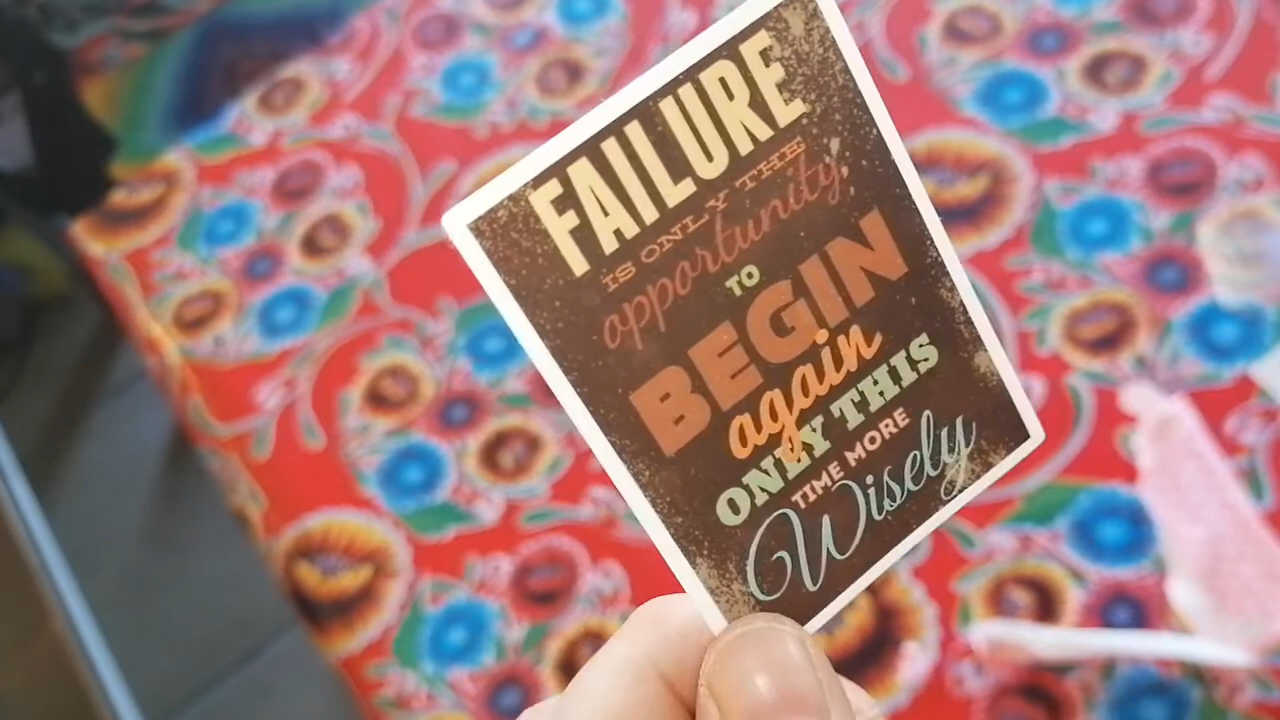 FAILURE
IS ONLY THE
opportunity
TO
BEGIN
again
ONLY THIS
TIME MORE
Wisely